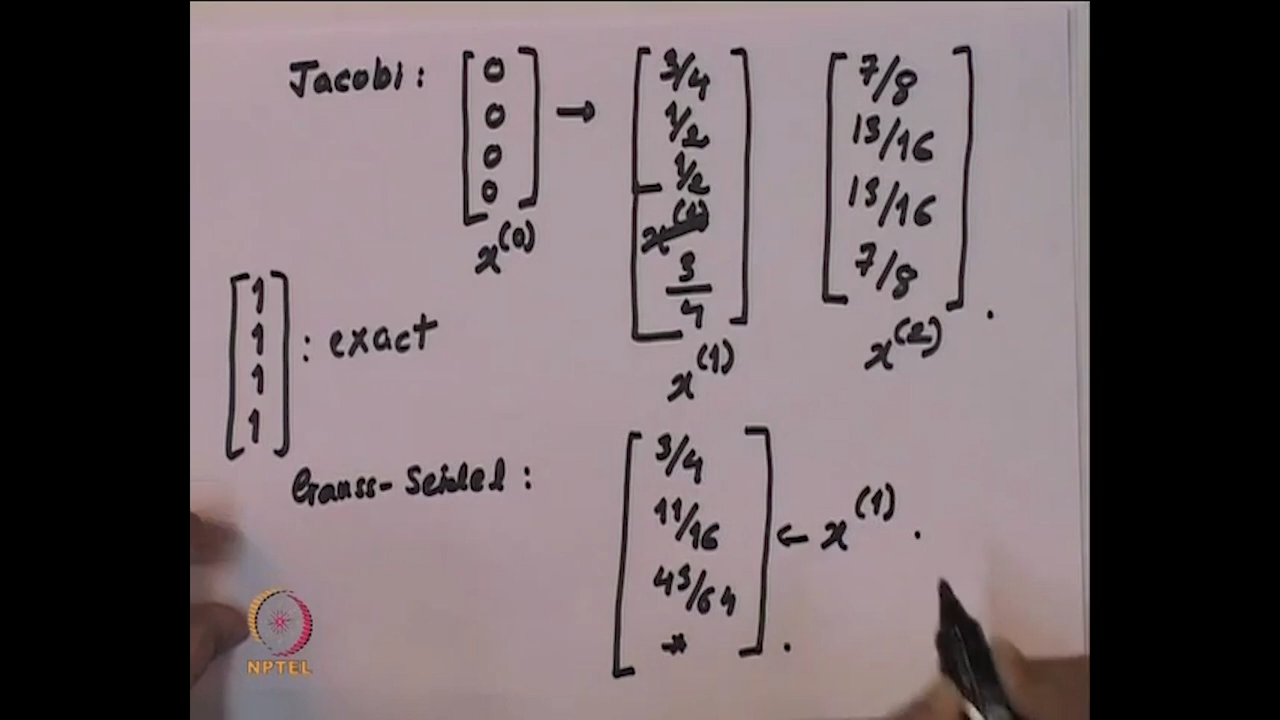 Jacobi: [0 0 0 0] → [3/4 1/2 1/2 3/4] [7/8 13/16 13/16 7/8].
x^(0) x^(1) x^(2)
[1 1 1 1] : exact
Gauss-Seidel: [3/4 11/16 43/64 *] ← x^(1).
NPTEL